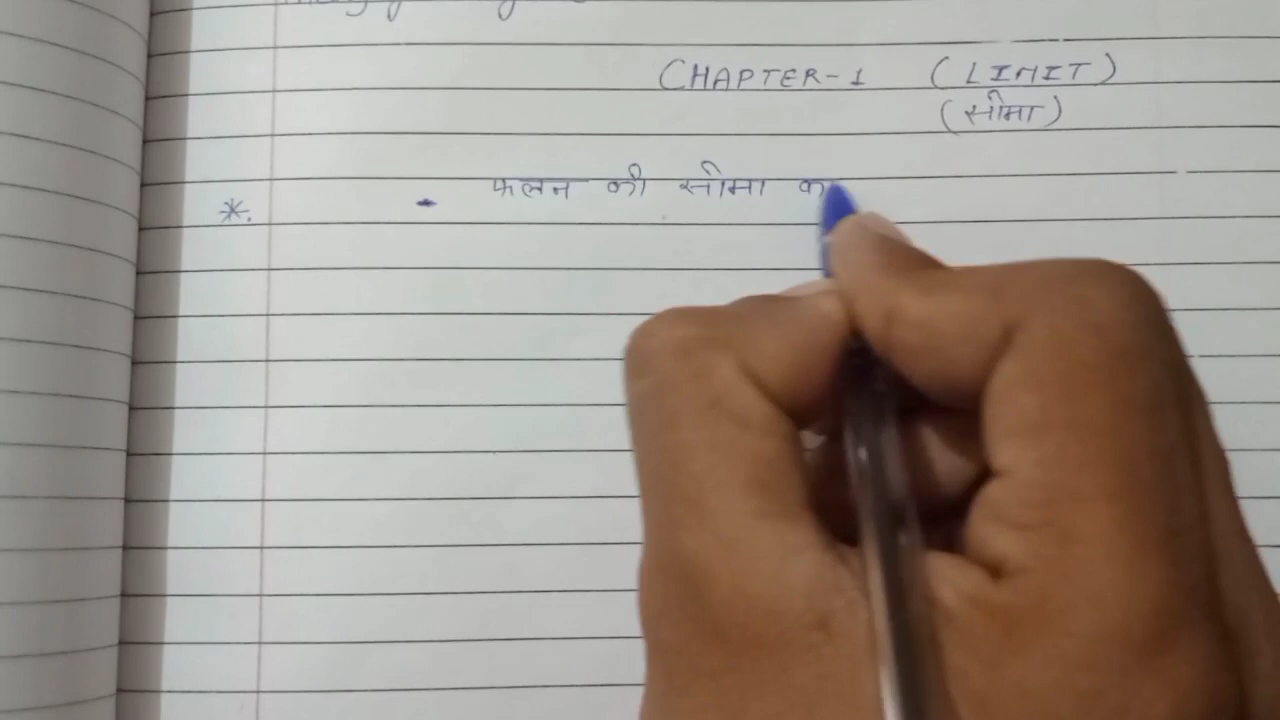 CHAPTER-1 (LIMIT)
(सीमा)
*. - फलन की सीमा